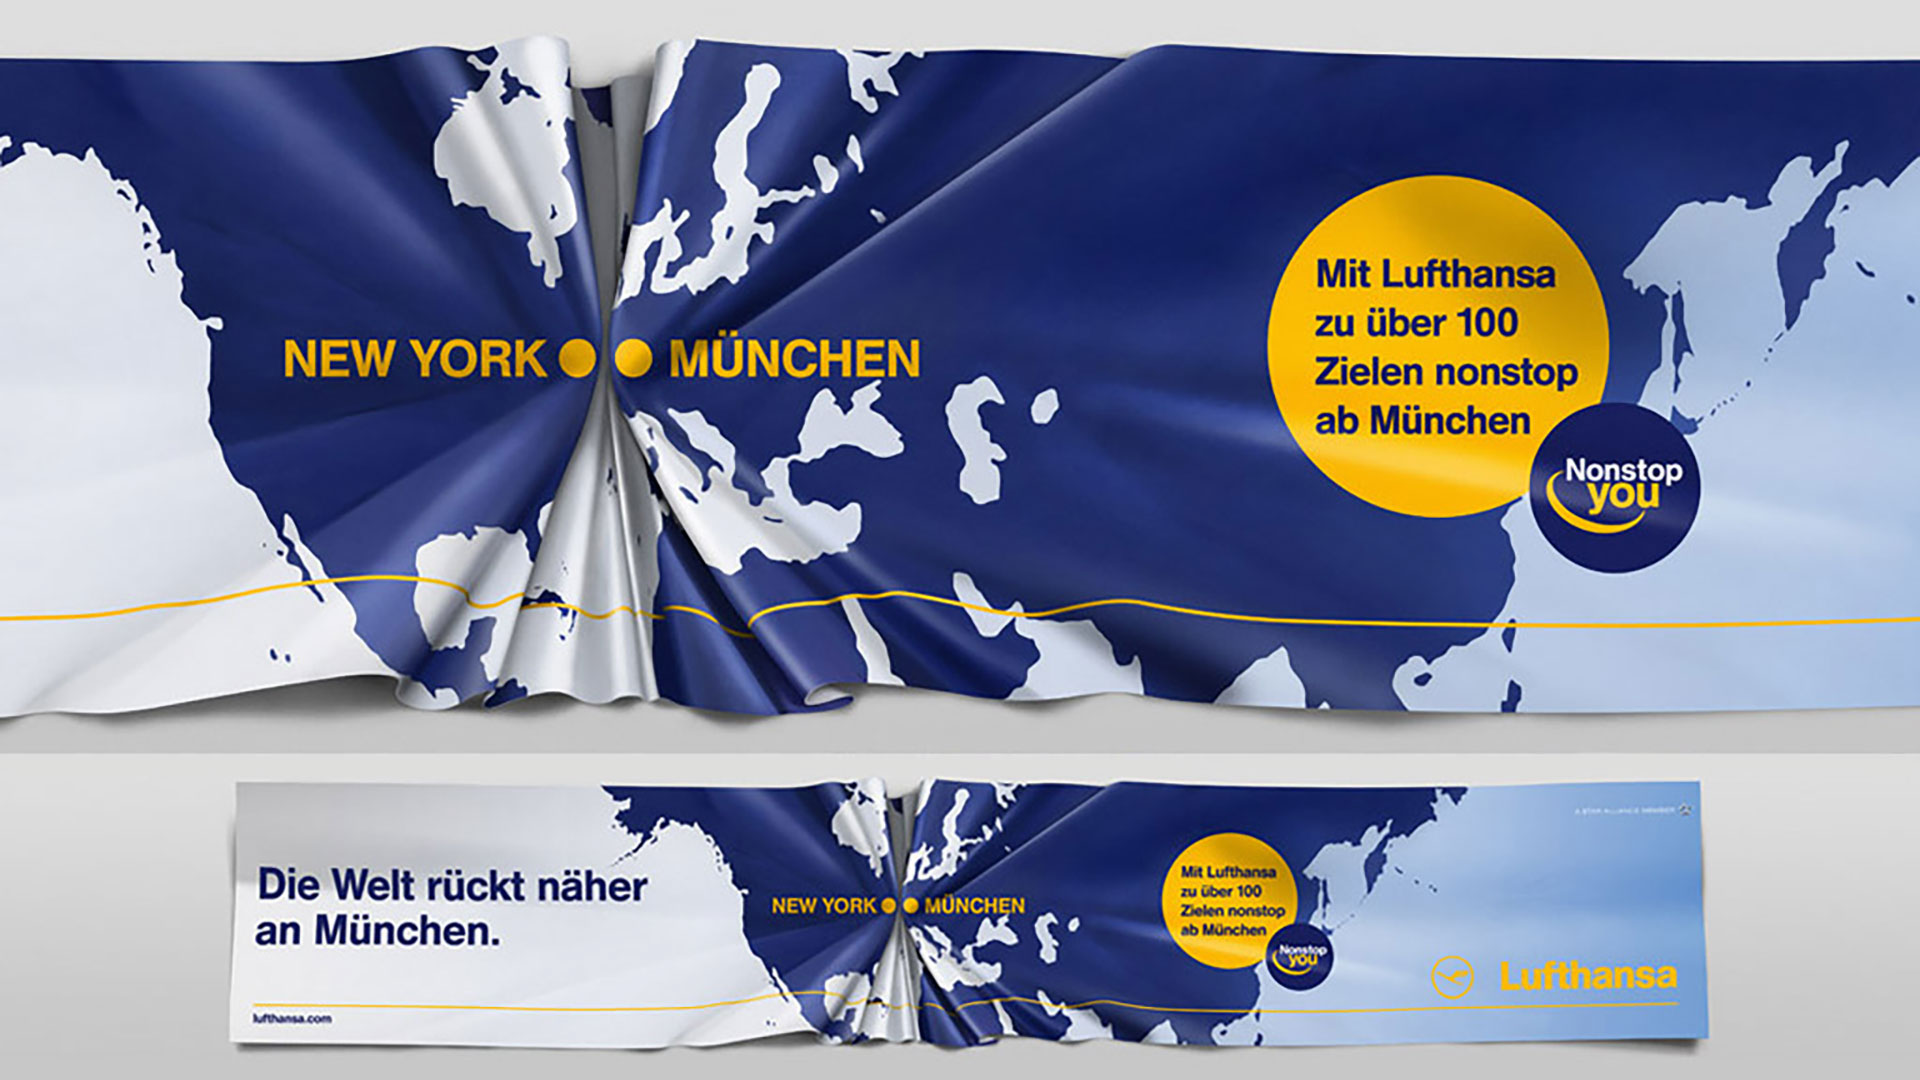 NEW YORK MÜNCHEN
Mit Lufthansa
zu über 100
Zielen nonstop
ab München
Nonstop
you
Die Welt rückt näher
an München.
NEW YORK MÜNCHEN
Mit Lufthansa
zu über 100
Zielen nonstop
ab München
Nonstop
you
A STAR ALLIANCE MEMBER
Lufthansa
lufthansa.com